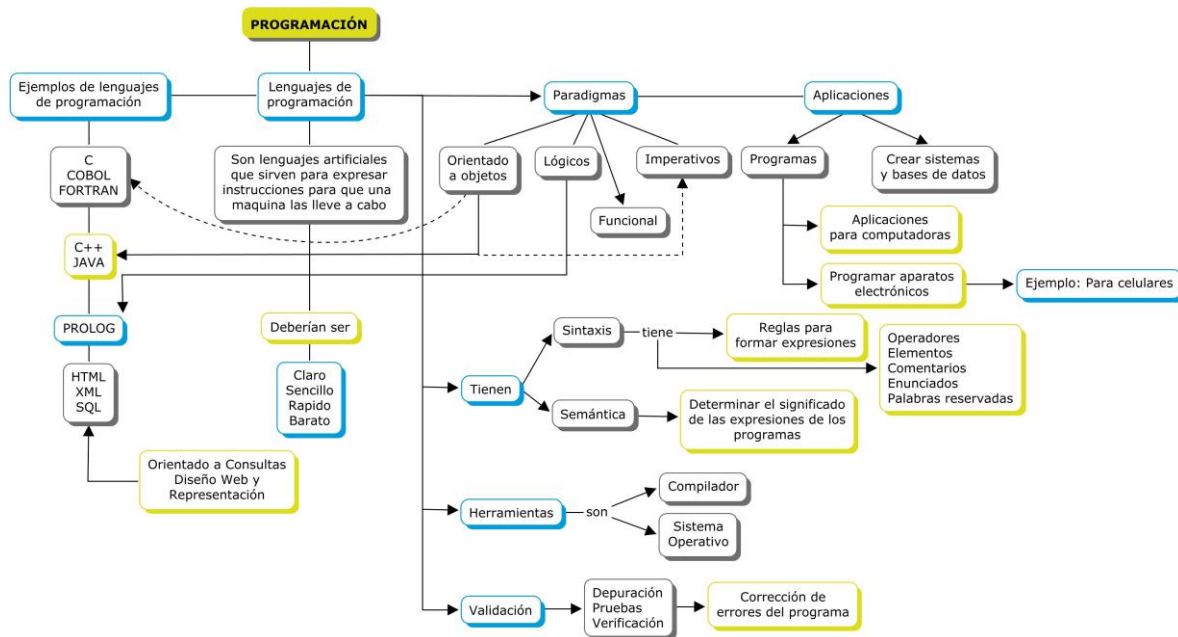 PROGRAMACIÓN
Ejemplos de lenguajes
de programación
Lenguajes de
programación
Paradigmas
Aplicaciones
C
COBOL
FORTRAN
Son lenguajes artificiales
que sirven para expresar
instrucciones para que una
maquina las lleve a cabo
Orientado
a objetos
Lógicos
Imperativos
Programas
Crear sistemas
y bases de datos
Funcional
C++
JAVA
Aplicaciones
para computadoras
Programar aparatos
electrónicos
Ejemplo: Para celulares
PROLOG
Deberían ser
Sintaxis
tiene
Reglas para
formar expresiones
Operadores
Elementos
Comentarios
Enunciados
Palabras reservadas
HTML
XML
SQL
Claro
Sencillo
Rapido
Barato
Tienen
Semántica
Determinar el significado
de las expresiones de los
programas
Orientado a Consultas
Diseño Web y
Representación
Herramientas
son
Compilador
Sistema
Operativo
Validación
Depuración
Pruebas
Verificación
Corrección de
errores del programa